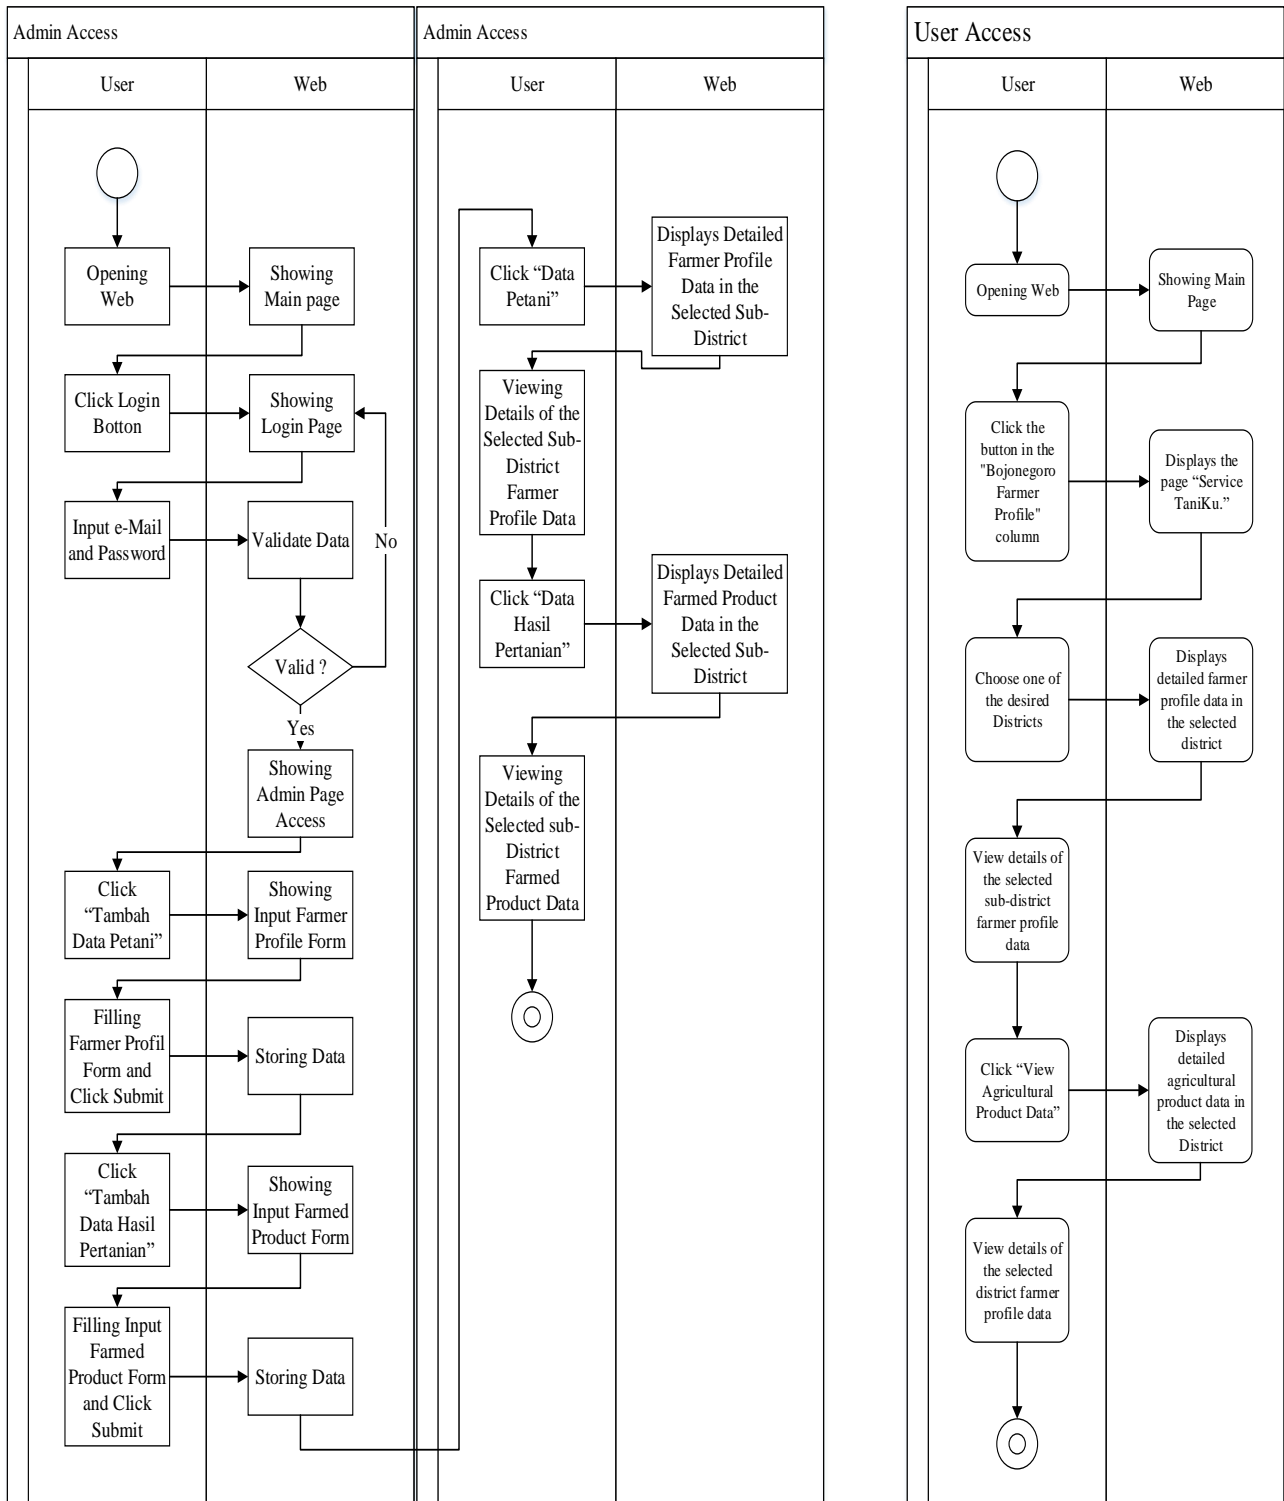 Admin Access
User
Web
Opening
Web
Showing
Main page
Click Login
Botton
Showing
Login Page
Input e-Mail
and Password
Validate Data
No
Valid ?
Yes
Showing
Admin Page
Access
Click
“Tambah
Data Petani”
Showing
Input Farmer
Profile Form
Filling
Farmer Profil
Form and
Click Submit
Storing Data
Click
“Tambah
Data Hasil
Pertanian”
Showing
Input Farmed
Product Form
Filling Input
Farmed
Product Form
and Click
Submit
Storing Data
Admin Access
User
Web
Click “Data
Petani”
Displays Detailed
Farmer Profile
Data in the
Selected Sub-
District
Viewing
Details of the
Selected Sub-
District
Farmer
Profile Data
Click “Data
Hasil
Pertanian”
Displays Detailed
Farmed Product
Data in the
Selected Sub-
District
Viewing
Details of the
Selected sub-
District
Farmed
Product Data
User Access
User
Web
Opening Web
Showing Main
Page
Click the
button in the
"Bojonegoro
Farmer
Profile"
column
Displays the
page “Service
TaniKu.”
Choose one of
the desired
Districts
Displays
detailed farmer
profile data in
the selected
district
View details of
the selected
sub-district
farmer profile
data
Click “View
Agricultural
Product Data”
Displays
detailed
agricultural
product data in
the selected
District
View details of
the selected
district farmer
profile data